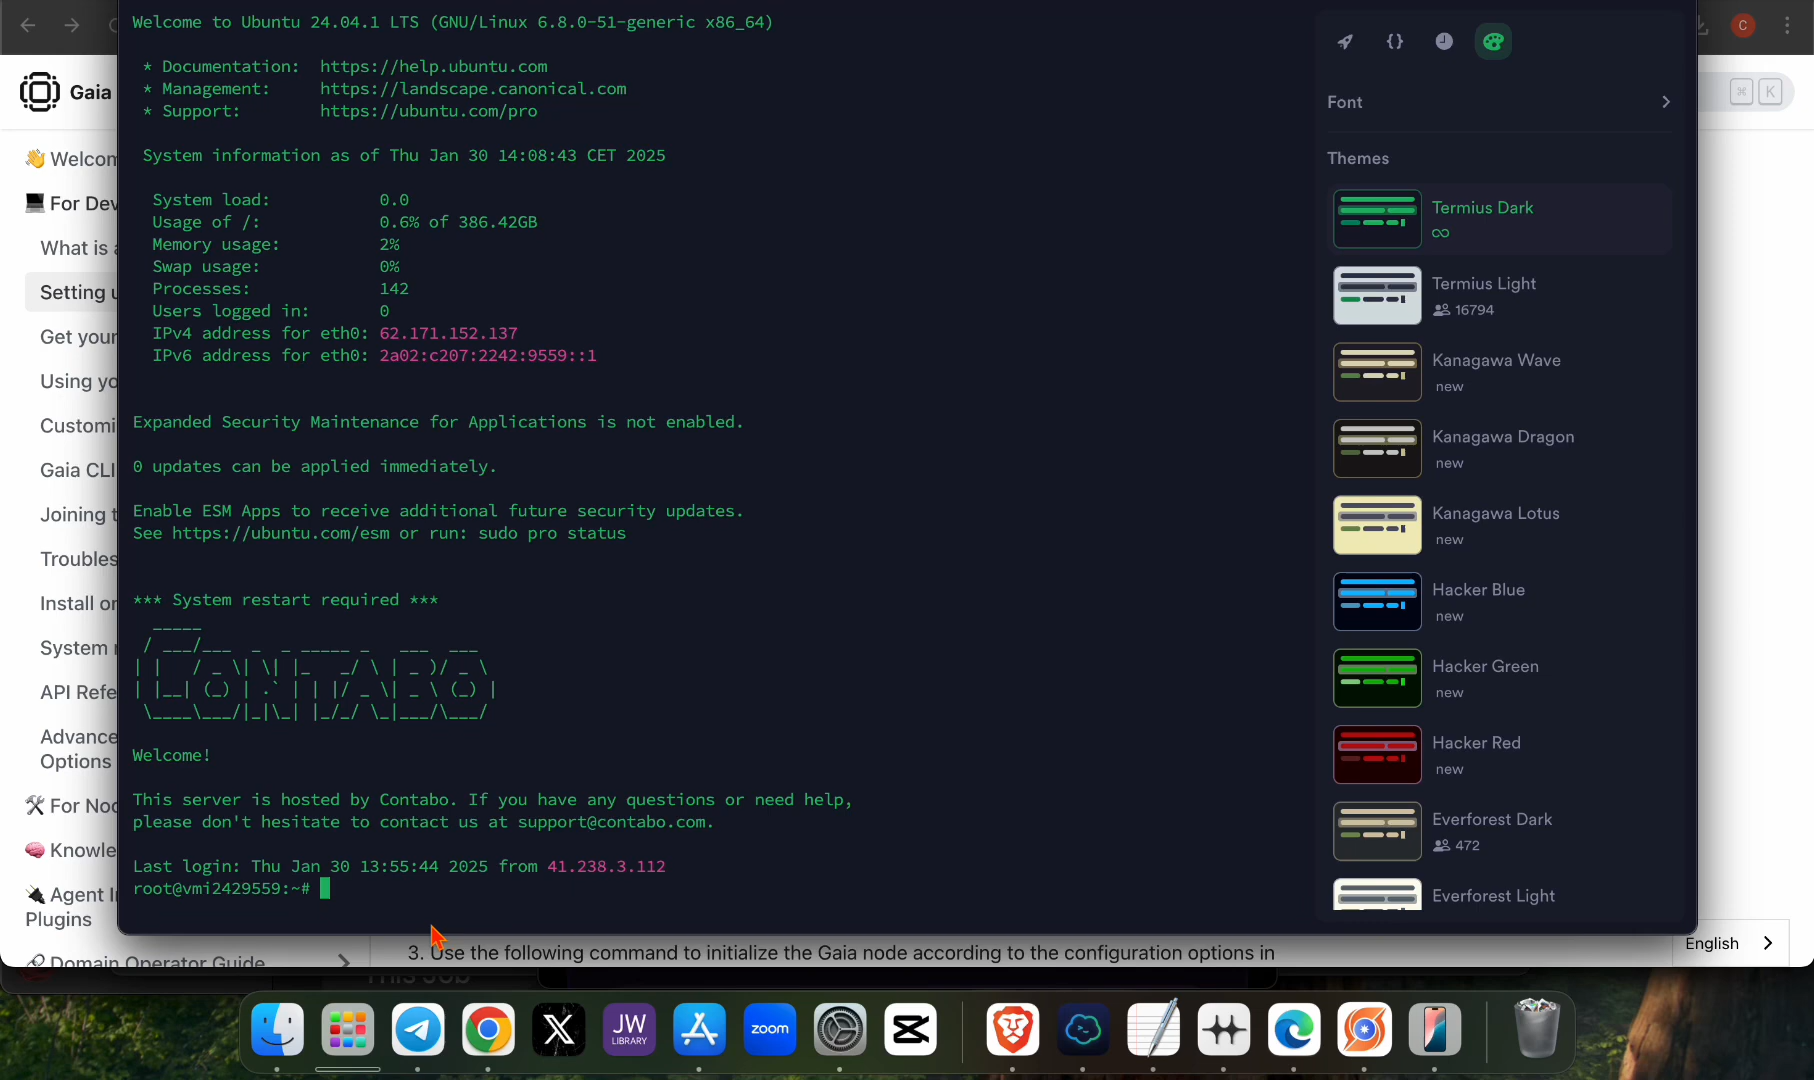 Welcome to Ubuntu 24.04.1 LTS (GNU/Linux 6.8.0-51-generic x86_64)
* Documentation: https://help.ubuntu.com
* Management: https://landscape.canonical.com
* Support: https://ubuntu.com/pro
System information as of Thu Jan 30 14:08:43 CET 2025
System load: 0.0
Usage of /: 0.6% of 386.42GB
Memory usage: 2%
Swap usage: 0%
Processes: 142
Users logged in: 0
IPv4 address for eth0: 62.171.152.137
IPv6 address for eth0: 2a02:c207:2242:9559::1
Expanded Security Maintenance for Applications is not enabled.
0 updates can be applied immediately.
Enable ESM Apps to receive additional future security updates.
See https://ubuntu.com/esm or run: sudo pro status
*** System restart required ***
CONTABO
Welcome!
This server is hosted by Contabo. If you have any questions or need help,
please don't hesitate to contact us at support@contabo.com.
Last login: Thu Jan 30 13:55:44 2025 from 41.238.3.112
root@vmi2429559:~#
Font
Themes
Termius Dark
Termius Light
16794
Kanagawa Wave
new
Kanagawa Dragon
new
Kanagawa Lotus
new
Hacker Blue
new
Hacker Green
new
Hacker Red
new
Everforest Dark
472
Everforest Light
C
⌘ K
Gaia
👋 Welcom
For Dev
What is a
Setting u
Get your
Using yo
Customi
Gaia CLI
Joining t
Troubles
Install or
System r
API Refe
Advance
Options
For Noc
Knowle
Agent In
Plugins
Domain Operator Guide
3. Use the following command to initialize the Gaia node according to the configuration options in
English
This Job
JW
LIBRARY
zoom